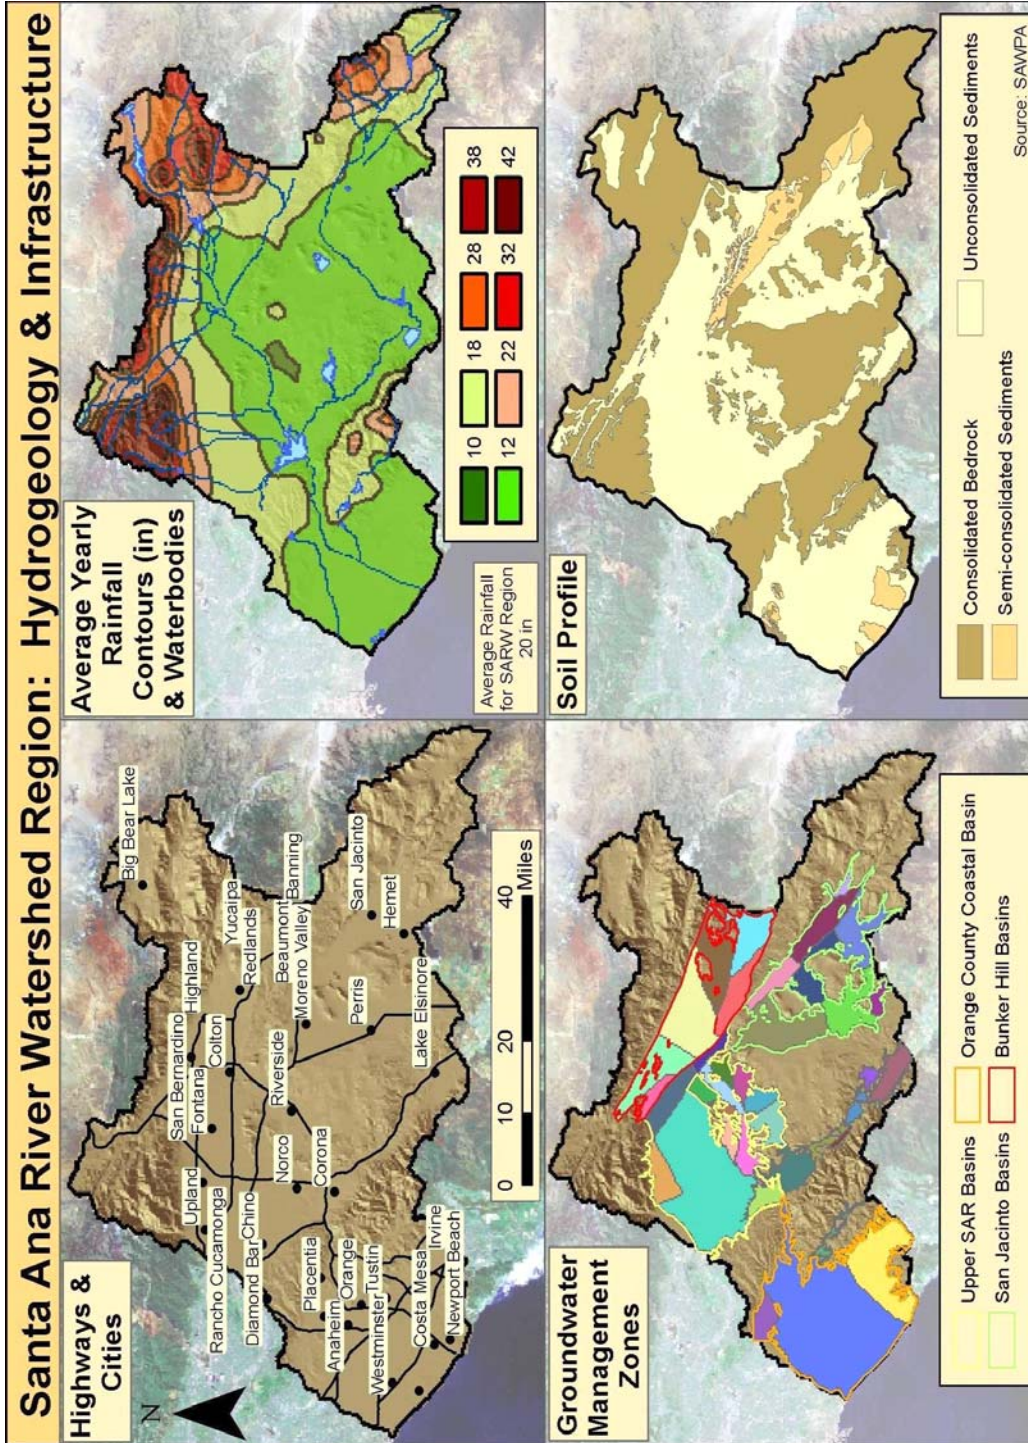 Santa Ana River Watershed Region: Hydrogeology & Infrastructure
Highways &
Cities
N
Big Bear Lake
Highland
San Bernardino
Fontana
Upland
Rancho Cucamonga
Yucaipa
Redlands
Colton
Chino
Diamond Bar
Beaumont
Banning
Moreno Valley
Riverside
Norco
Corona
Placentia
Anaheim
Orange
Tustin
Westminster
San Jacinto
Hemet
Perris
Lake Elsinore
Irvine
Costa Mesa
Newport Beach
0 10 20 40
Miles
Average Yearly
Rainfall
Contours (in)
& Waterbodies
Average Rainfall
for SARW Region
20 in
10 18 28 38
12 22 32 42
Groundwater
Management
Zones
Upper SAR Basins
Orange County Coastal Basin
San Jacinto Basins
Bunker Hill Basins
Soil Profile
Consolidated Bedrock
Unconsolidated Sediments
Semi-consolidated Sediments
Source: SAWPA